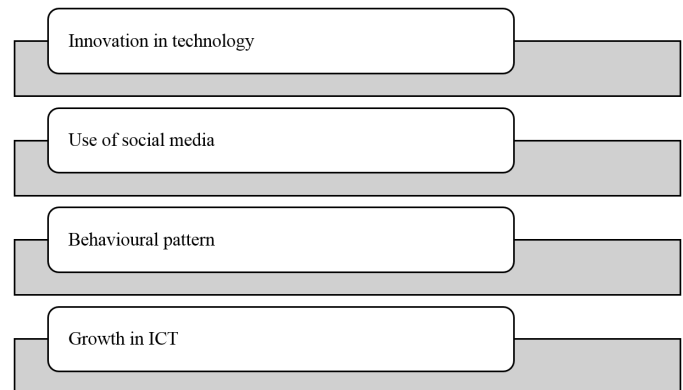 Innovation in technology
Use of social media
Behavioural pattern
Growth in ICT